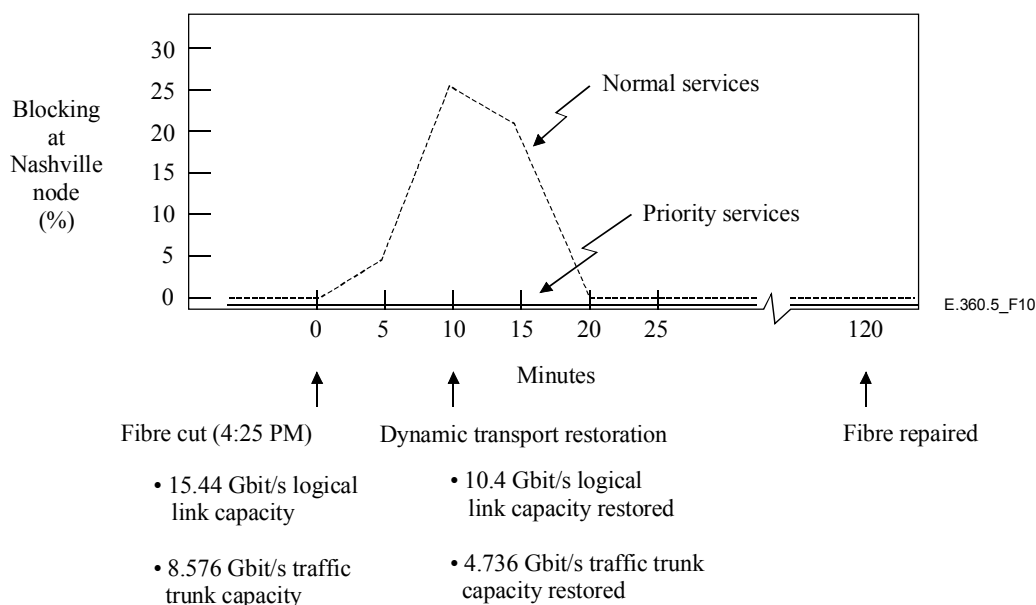 30
25
20
15
10
5
0
Blocking
at
Nashville
node
(%)
Normal services
Priority services
E.360.5_F10
0 5 10 15 20 25 120
Minutes
Fibre cut (4:25 PM)
• 15.44 Gbit/s logical
link capacity
• 8.576 Gbit/s traffic
trunk capacity
Dynamic transport restoration
• 10.4 Gbit/s logical
link capacity restored
• 4.736 Gbit/s traffic trunk
capacity restored
Fibre repaired